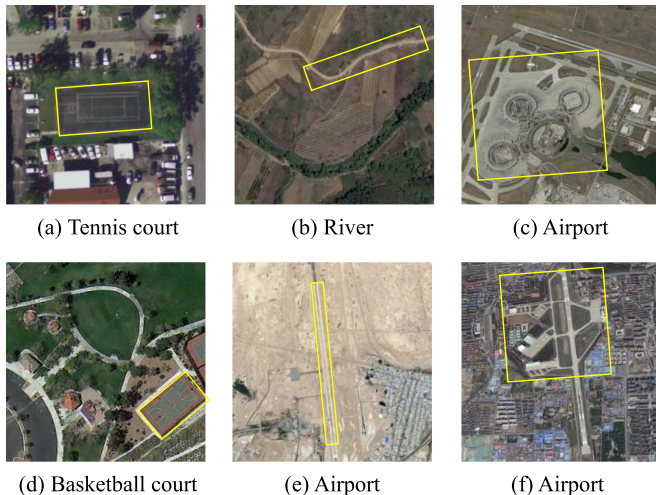 (a) Tennis court
(b) River
(c) Airport
(d) Basketball court
(e) Airport
(f) Airport